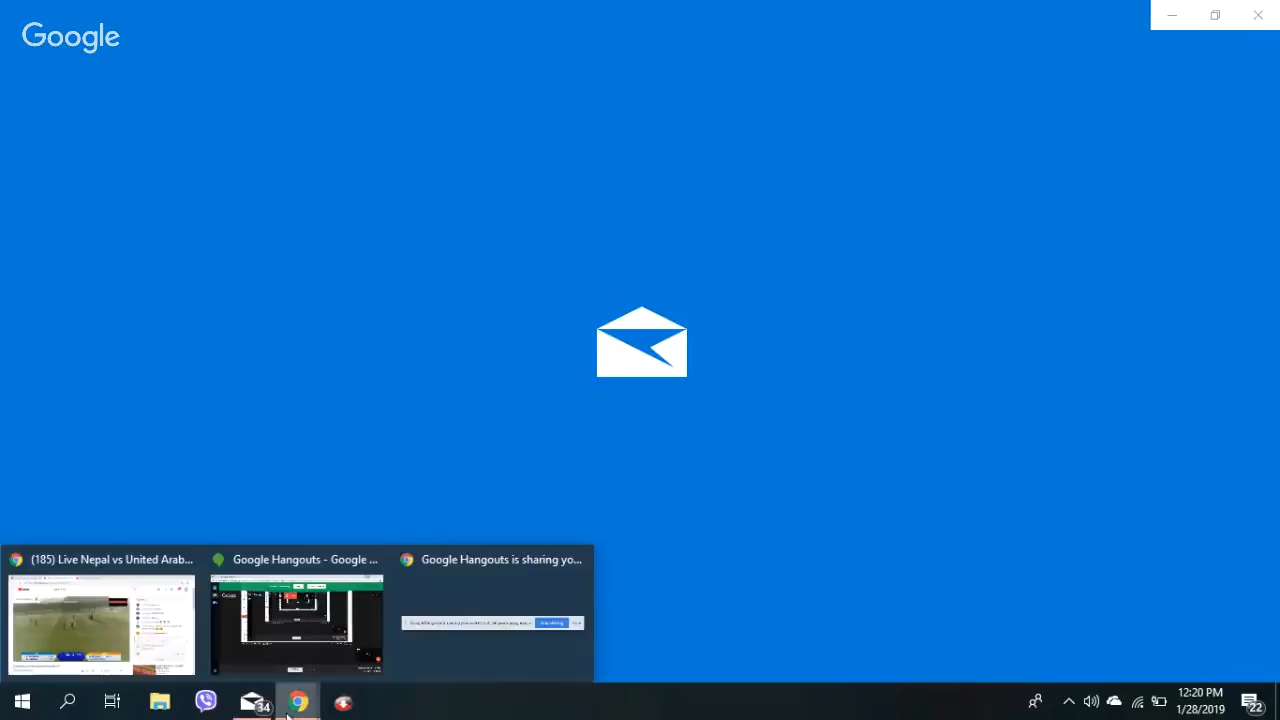 Google
(185) Live Nepal vs United Arab...
Google Hangouts - Google ...
Google Hangouts is sharing yo...
34
12:20 PM
1/28/2019
22